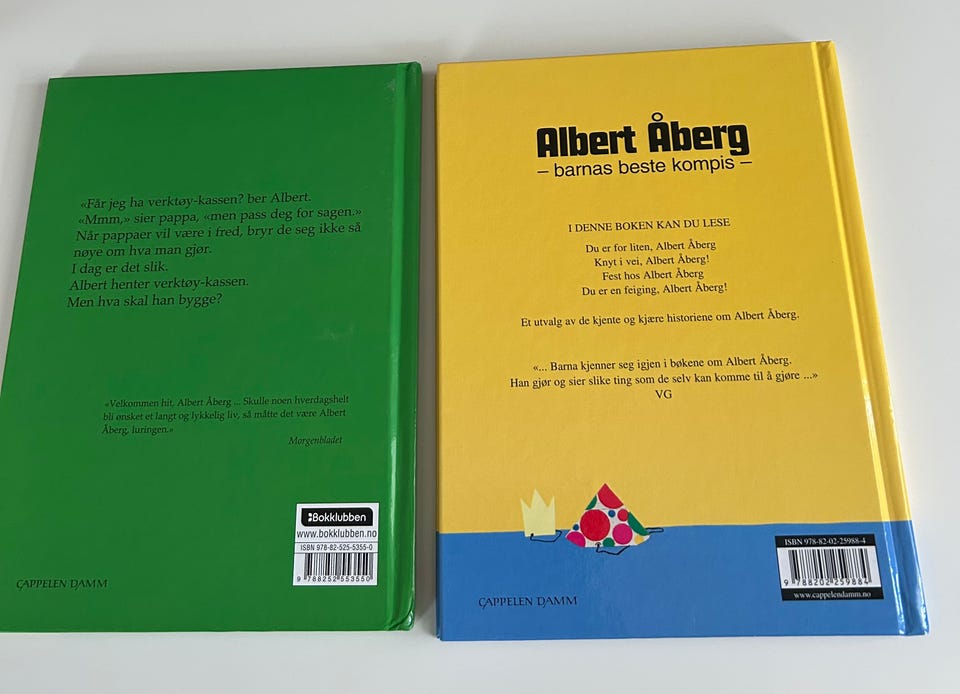 «Får jeg ha verktøy-kassen? ber Albert.
«Mmm,» sier pappa, «men pass deg for sagen.»
Når pappaer vil være i fred, bryr de seg ikke så
nøye om hva man gjør.
I dag er det slik.
Albert henter verktøy-kassen.
Men hva skal han bygge?
«Velkommen hit, Albert Åberg ... Skulle noen hverdagshelt
bli ønsket et langt og lykkelig liv, så måtte det være Albert
Åberg, luringen.»
Morgenbladet
Bokklubben
www.bokklubben.no
ISBN 978-82-525-5355-0
9 788252 553550
CAPPELEN DAMM
Albert Åberg
– barnas beste kompis –
I DENNE BOKEN KAN DU LESE
Du er for liten, Albert Åberg
Knyt i vei, Albert Åberg!
Fest hos Albert Åberg
Du er en feiging, Albert Åberg!
Et utvalg av de kjente og kjære historiene om Albert Åberg.
«... Barna kjenner seg igjen i bøkene om Albert Åberg.
Han gjør og sier slike ting som de selv kan komme til å gjøre ...»
VG
ISBN 978-82-02-25988-4
9 788202 259884
www.cappelendamm.no
CAPPELEN DAMM